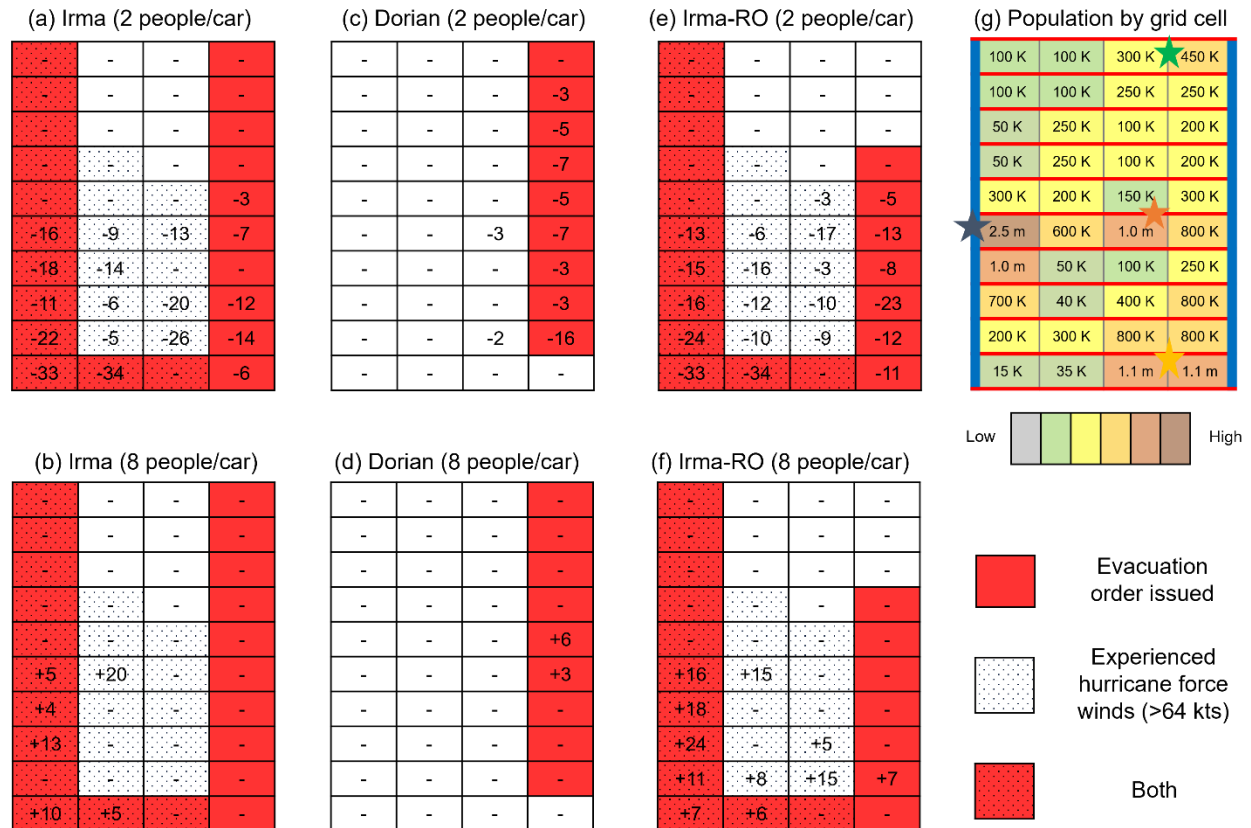 (a) Irma (2 people/car) (c) Dorian (2 people/car) (e) Irma-RO (2 people/car) (g) Population by grid cell
- - - - - - - - - - - - 100 K 100 K 300 K 450 K
- - - - - - - -3 - - - - 100 K 100 K 250 K 250 K
- - - - - - - -5 - - - - 50 K 250 K 100 K 200 K
- - - - - - - -7 - - - - 50 K 250 K 100 K 200 K
- - - -3 - - - -5 - - -3 -5 300 K 200 K 150 K 300 K
-16 -9 -13 -7 - - -3 -7 -13 -6 -17 -13 2.5 m 600 K 1.0 m 800 K
-18 -14 - - - - - -3 -15 -16 -3 -8 1.0 m 50 K 100 K 250 K
-11 -6 -20 -12 - - - -3 -16 -12 -10 -23 700 K 40 K 400 K 800 K
-22 -5 -26 -14 - - -2 -16 -24 -10 -9 -12 200 K 300 K 800 K 800 K
-33 -34 - -6 - - - - -33 -34 - -11 15 K 35 K 1.1 m 1.1 m
Low High
(b) Irma (8 people/car) (d) Dorian (8 people/car) (f) Irma-RO (8 people/car)
- - - - - - - - - - - -
- - - - - - - - - - - -
- - - - - - - - - - - -
- - - - - - - - - - - -
- - - - - - - +6 - - - -
+5 +20 - - - - - +3 +16 +15 - -
+4 - - - - - - - +18 - - -
+13 - - - - - - - +24 - +5 -
- - - - - - - - +11 +8 +15 +7
+10 +5 - - - - - - +7 +6 - -
Evacuation
order issued
Experienced
hurricane force
winds (>64 kts)
Both